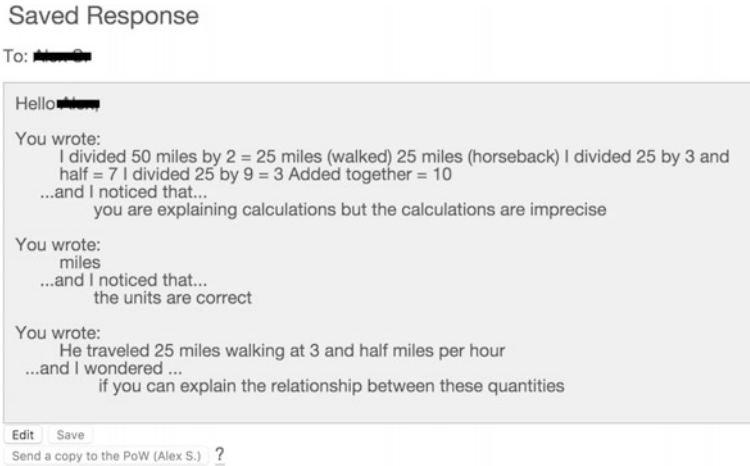 Saved Response
To:
Hello
You wrote:
I divided 50 miles by 2 = 25 miles (walked) 25 miles (horseback) I divided 25 by 3 and
half = 7 I divided 25 by 9 = 3 Added together = 10
...and I noticed that...
you are explaining calculations but the calculations are imprecise
You wrote:
miles
...and I noticed that...
the units are correct
You wrote:
He traveled 25 miles walking at 3 and half miles per hour
...and I wondered ...
if you can explain the relationship between these quantities
Edit Save
Send a copy to the PoW (Alex S.) ?